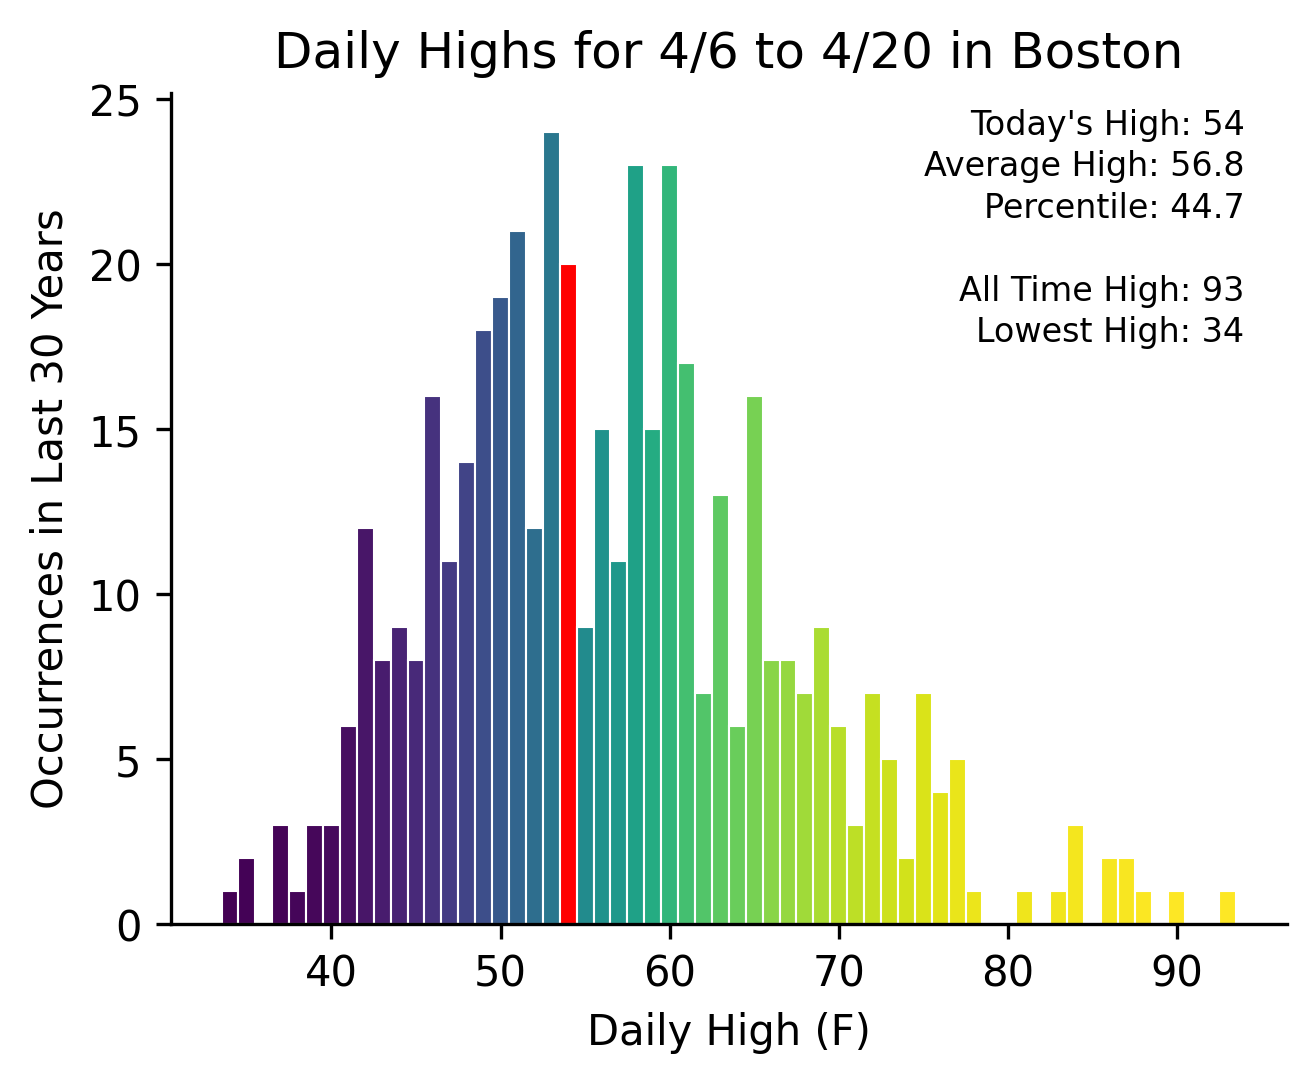 Daily Highs for 4/6 to 4/20 in Boston
Today's High: 54
Average High: 56.8
Percentile: 44.7
All Time High: 93
Lowest High: 34
Occurrences in Last 30 Years
25
20
15
10
5
0
40 50 60 70 80 90
Daily High (F)